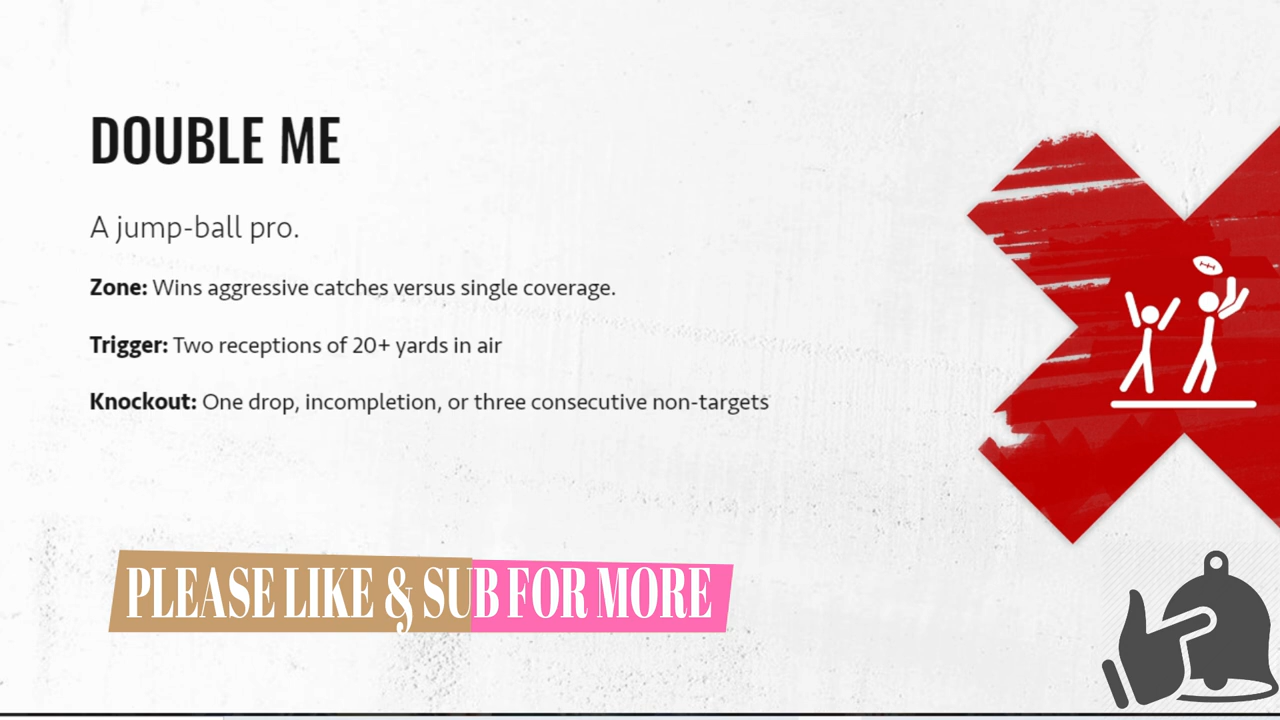 DOUBLE ME
A jump-ball pro.
Zone: Wins aggressive catches versus single coverage.
Trigger: Two receptions of 20+ yards in air
Knockout: One drop, incompletion, or three consecutive non-targets
PLEASE LIKE & SUB FOR MORE